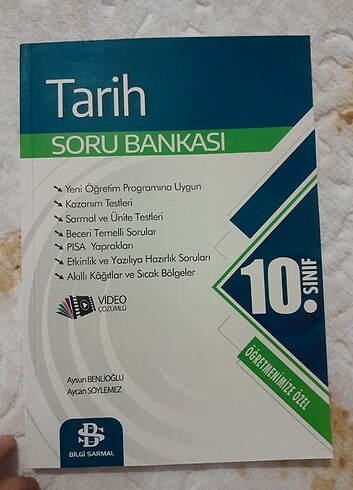 Tarih
SORU BANKASI
Yeni Öğretim Programına Uygun
Kazanım Testleri
Sarmal ve Ünite Testleri
Beceri Temelli Sorular
PISA Yaprakları
Etkinlik ve Yazılıya Hazırlık Soruları
Akıllı Kâğıtlar ve Sıcak Bölgeler
10.
SINIF
VİDEO
ÇÖZÜMLÜ
ÖĞRETMENİMİZE ÖZEL
Aysun BENLİOĞLU
Aycan SÖYLEMEZ
BS
BİLGİ SARMAL